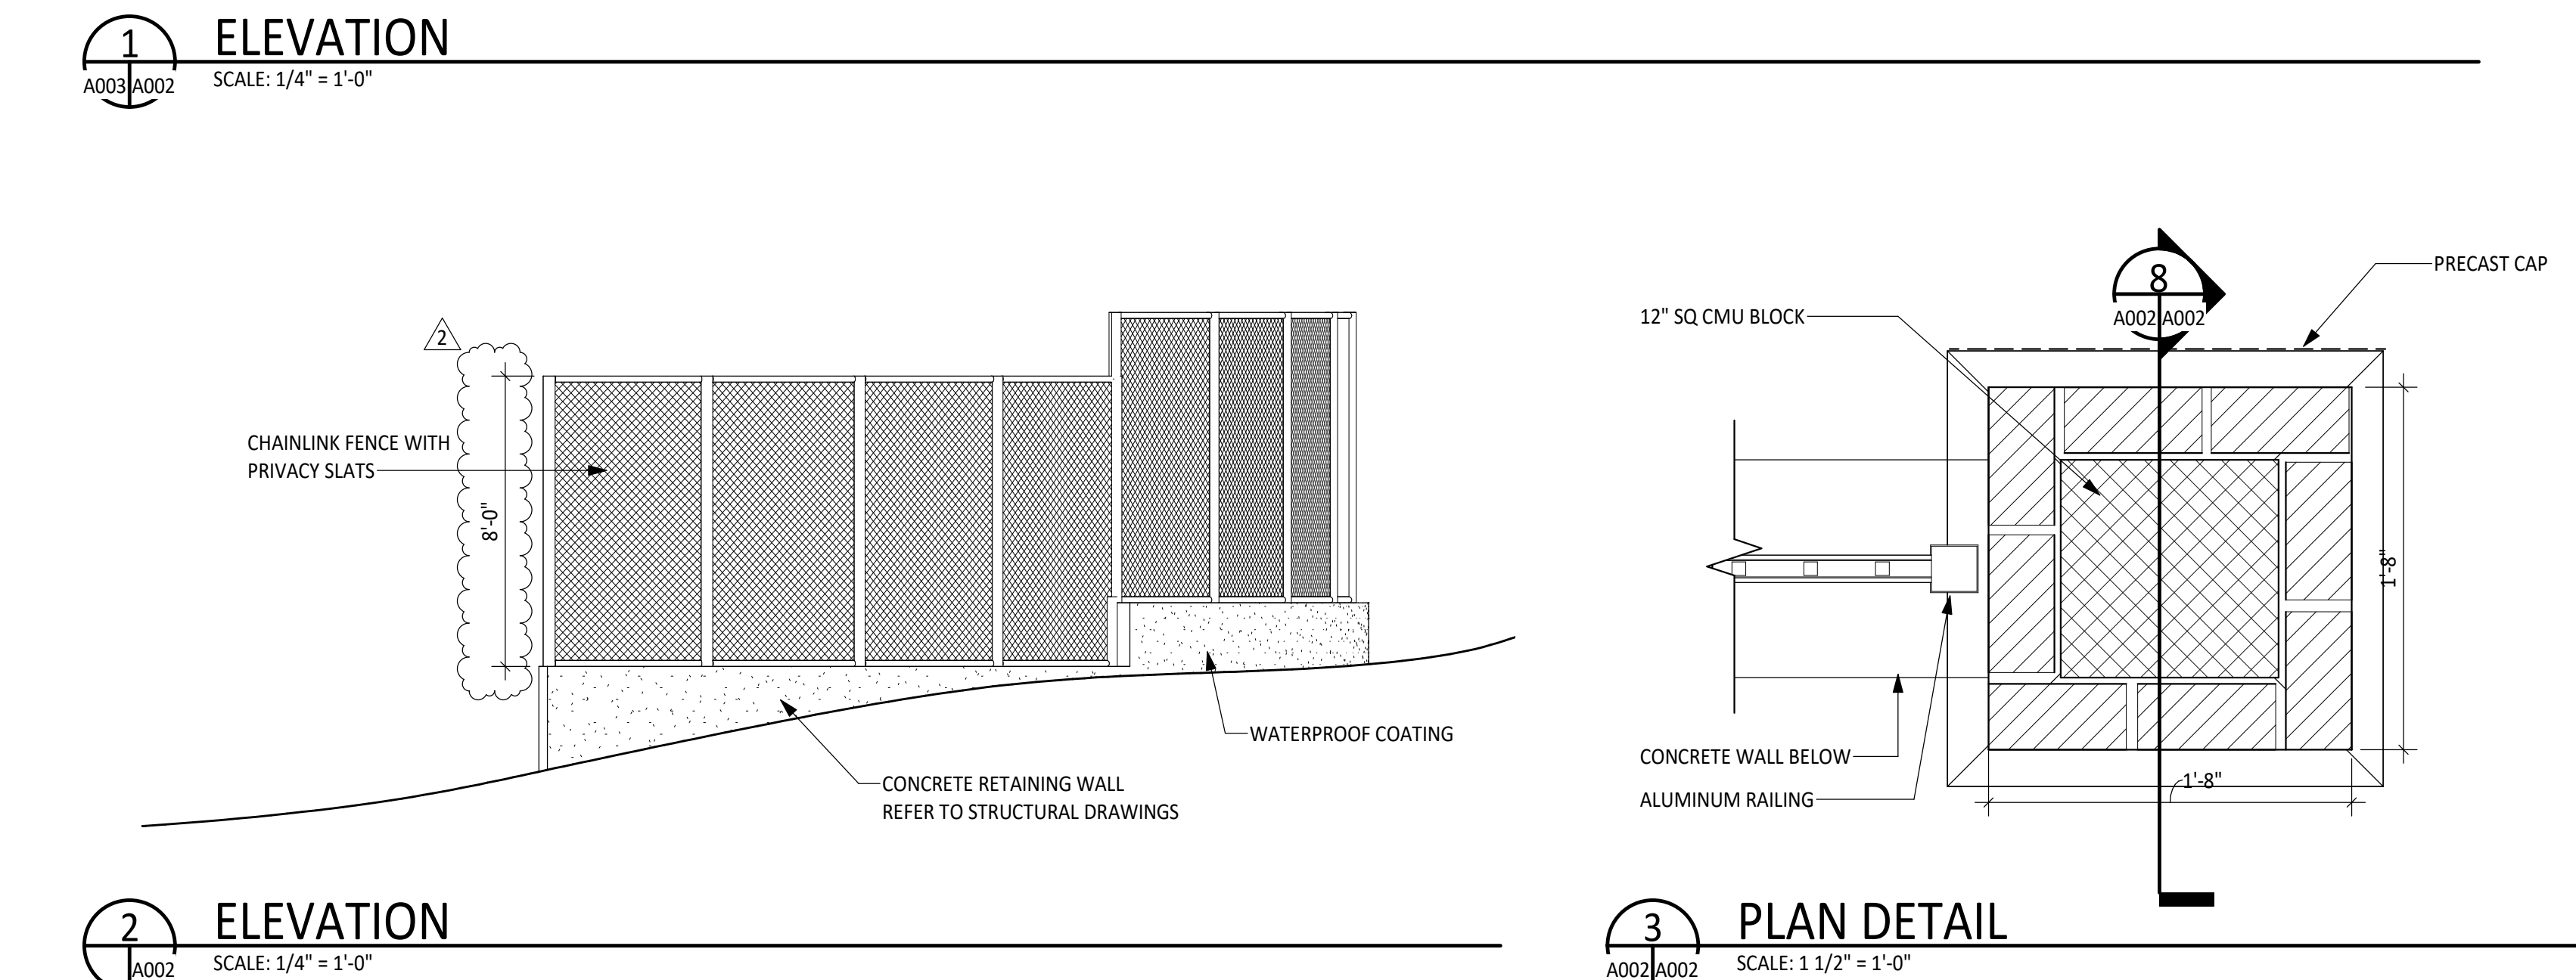 1
ELEVATION
A003 A002
SCALE: 1/4" = 1'-0"
2
CHAINLINK FENCE WITH
PRIVACY SLATS
8'-0"
WATERPROOF COATING
CONCRETE RETAINING WALL
REFER TO STRUCTURAL DRAWINGS
2
ELEVATION
A002
SCALE: 1/4" = 1'-0"
8
A002 A002
PRECAST CAP
12" SQ CMU BLOCK
1'-8"
CONCRETE WALL BELOW
1'-8"
ALUMINUM RAILING
3
PLAN DETAIL
A002 A002
SCALE: 1 1/2" = 1'-0"